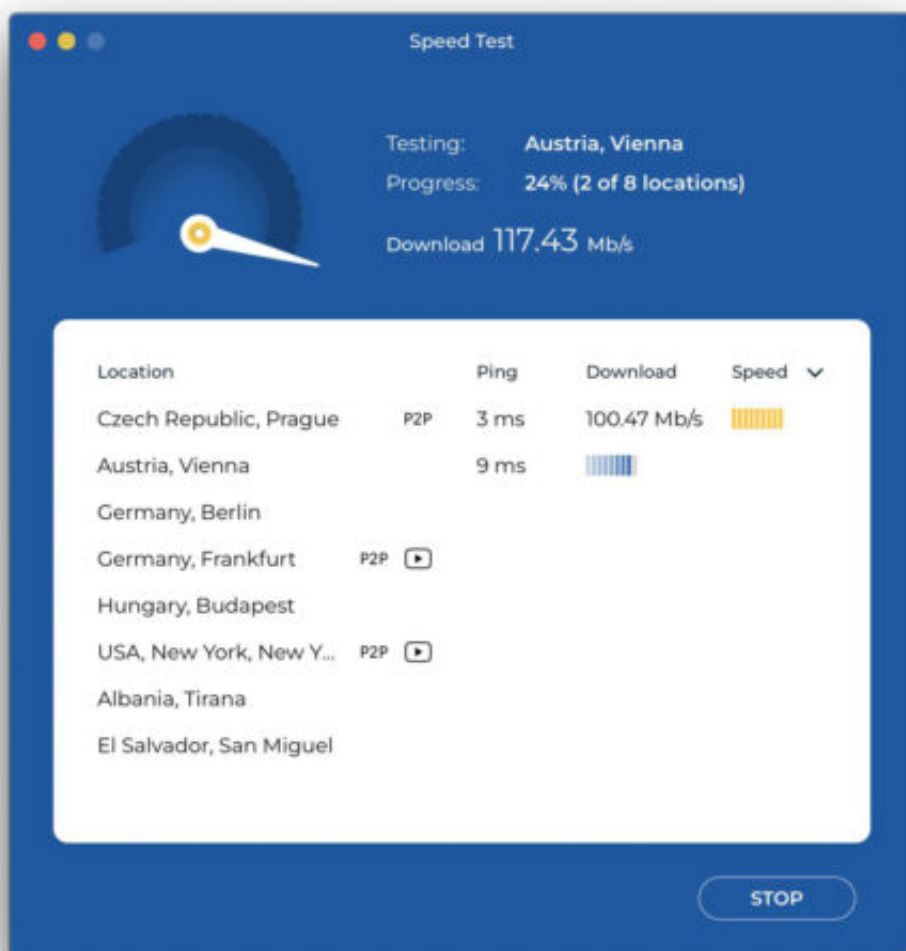 Speed Test
Testing: Austria, Vienna
Progress: 24% (2 of 8 locations)
Download 117.43 Mb/s
Location Ping Download Speed
Czech Republic, Prague P2P 3 ms 100.47 Mb/s
Austria, Vienna 9 ms
Germany, Berlin
Germany, Frankfurt P2P
Hungary, Budapest
USA, New York, New Y... P2P
Albania, Tirana
El Salvador, San Miguel
STOP